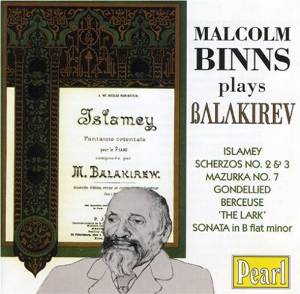 MALCOLM
BINNS
plays
BALAKIREV
ISLAMEY
SCHERZOS NO. 2 & 3
MAZURKA NO. 7
GONDELLIED
BERCEUSE
'THE LARK'
SONATA in B flat minor
Pearl
Islamey
Fantaisie orientale
pour le PIANO
composée par
M. BALAKIREW.